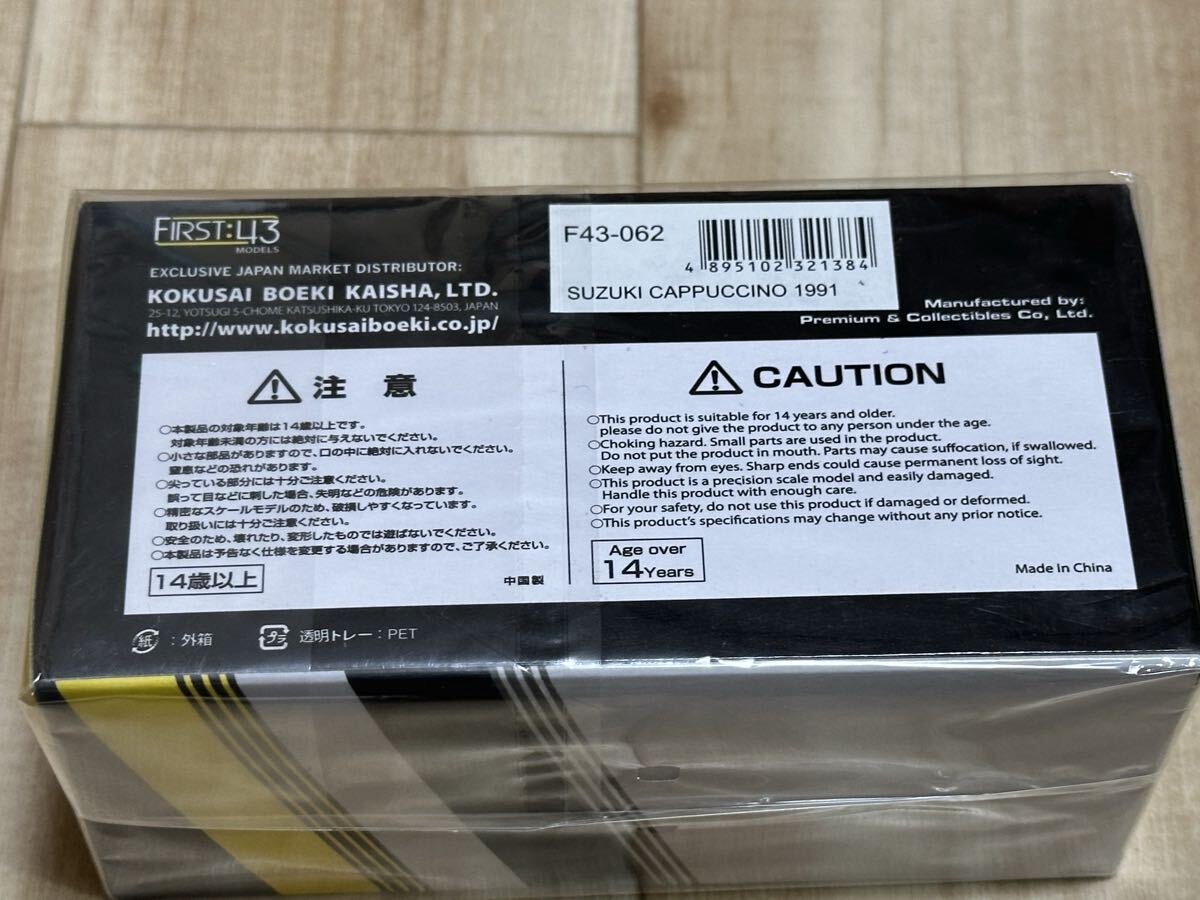 FIRST:43
MODELS
EXCLUSIVE JAPAN MARKET DISTRIBUTOR:
KOKUSAI BOEKI KAISHA, LTD.
25-12, YOTSUGI 5-CHOME KATSUSHIKA-KU TOKYO 124-8503, JAPAN
http://www.kokusaiboeki.co.jp/
F43-062
4 895102 321384
SUZUKI CAPPUCCINO 1991
Manufactured by:
Premium & Collectibles Co, Ltd.
注 意
○本製品の対象年齢は14歳以上です。
対象年齢未満の方には絶対に与えないでください。
○小さな部品がありますので、口の中に絶対に入れないでください。
窒息などの恐れがあります。
○尖っている部分には十分ご注意ください。
誤って目などに刺した場合、失明などの危険があります。
○精密なスケールモデルのため、破損しやすくなっています。
取り扱いには十分ご注意ください。
○安全のため、壊れたり、変形したものでは遊ばないでください。
○本製品は予告なく仕様を変更する場合がありますので、ご了承ください。
14歳以上
中国製
CAUTION
○This product is suitable for 14 years and older.
please do not give the product to any person under the age.
○Choking hazard. Small parts are used in the product.
Do not put the product in mouth. Parts may cause suffocation, if swallowed.
○Keep away from eyes. Sharp ends could cause permanent loss of sight.
○This product is a precision scale model and easily damaged.
Handle this product with enough care.
○For your safety, do not use this product if damaged or deformed.
○This product's specifications may change without any prior notice.
Age over
14 Years
Made in China
紙 : 外箱
プラ 透明トレー : PET